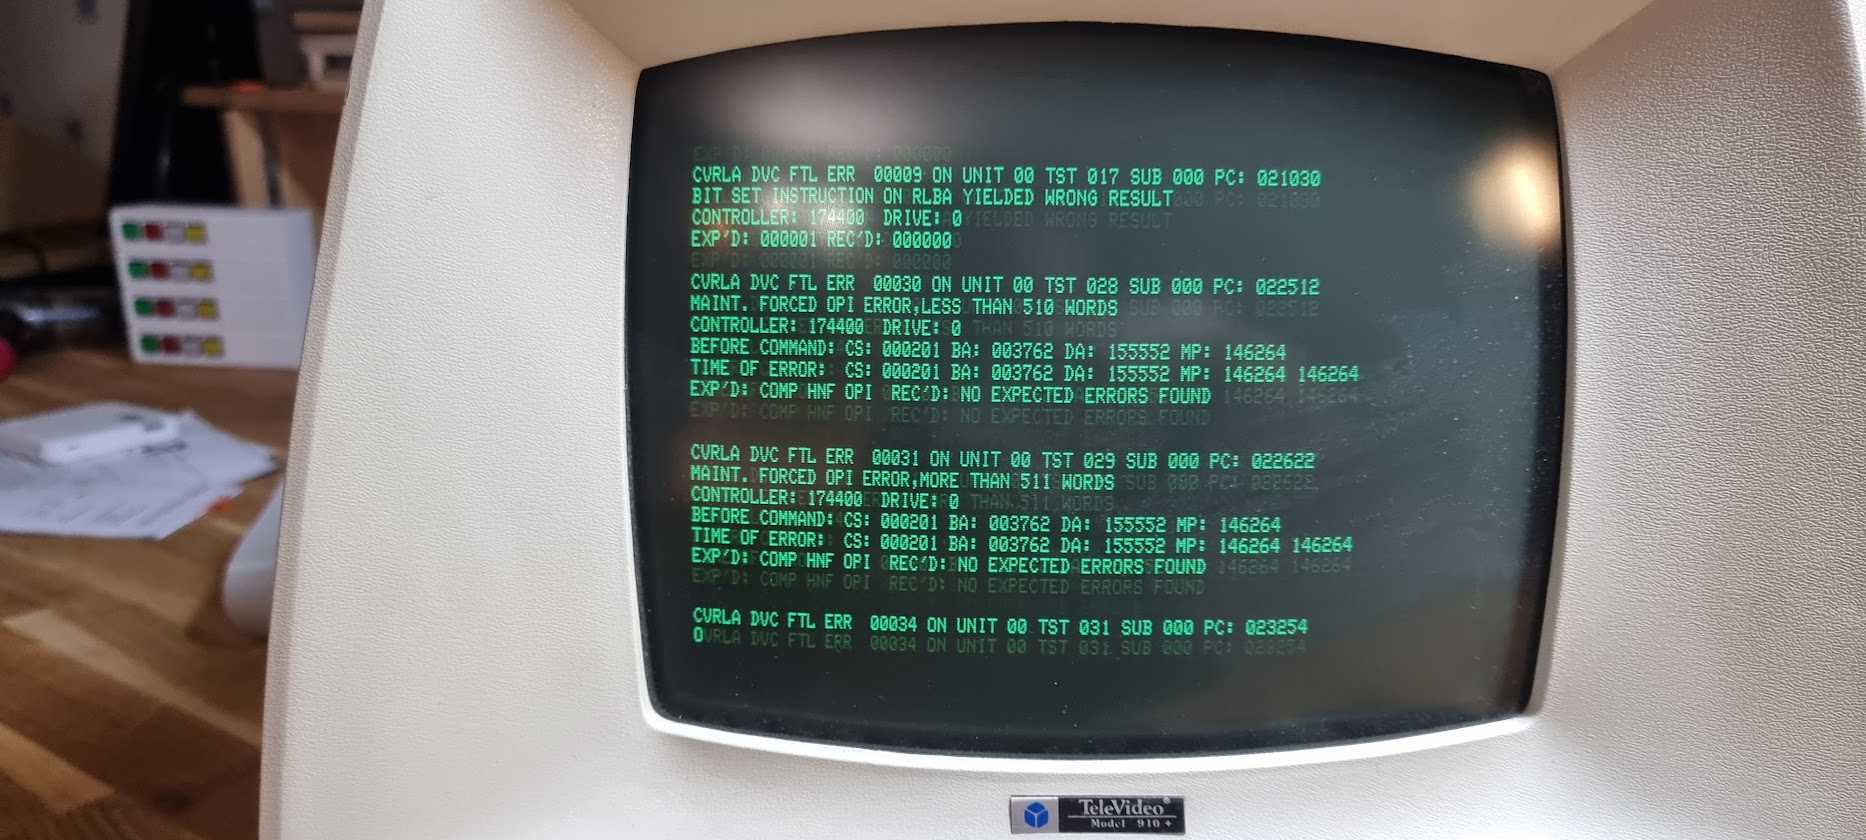 CVRLA DVC FTL ERR 00009 ON UNIT 00 TST 017 SUB 000 PC: 021030
BIT SET INSTRUCTION ON RLBA YIELDED WRONG RESULT
CONTROLLER: 174400 DRIVE: 0
EXP'D: 000001 REC'D: 000000
CVRLA DVC FTL ERR 00030 ON UNIT 00 TST 028 SUB 000 PC: 022512
MAINT. FORCED OPI ERROR,LESS THAN 510 WORDS
CONTROLLER: 174400 DRIVE: 0
BEFORE COMMAND: CS: 000201 BA: 003762 DA: 155552 MP: 146264
TIME OF ERROR: CS: 000201 BA: 003762 DA: 155552 MP: 146264 146264
EXP'D: COMP HNF OPI REC'D: NO EXPECTED ERRORS FOUND
CVRLA DVC FTL ERR 00031 ON UNIT 00 TST 029 SUB 000 PC: 022622
MAINT. FORCED OPI ERROR,MORE THAN 511 WORDS
CONTROLLER: 174400 DRIVE: 0
BEFORE COMMAND: CS: 000201 BA: 003762 DA: 155552 MP: 146264
TIME OF ERROR: CS: 000201 BA: 003762 DA: 155552 MP: 146264 146264
EXP'D: COMP HNF OPI REC'D: NO EXPECTED ERRORS FOUND
CVRLA DVC FTL ERR 00034 ON UNIT 00 TST 031 SUB 000 PC: 023254
O
TeleVideo®
Model 910 +